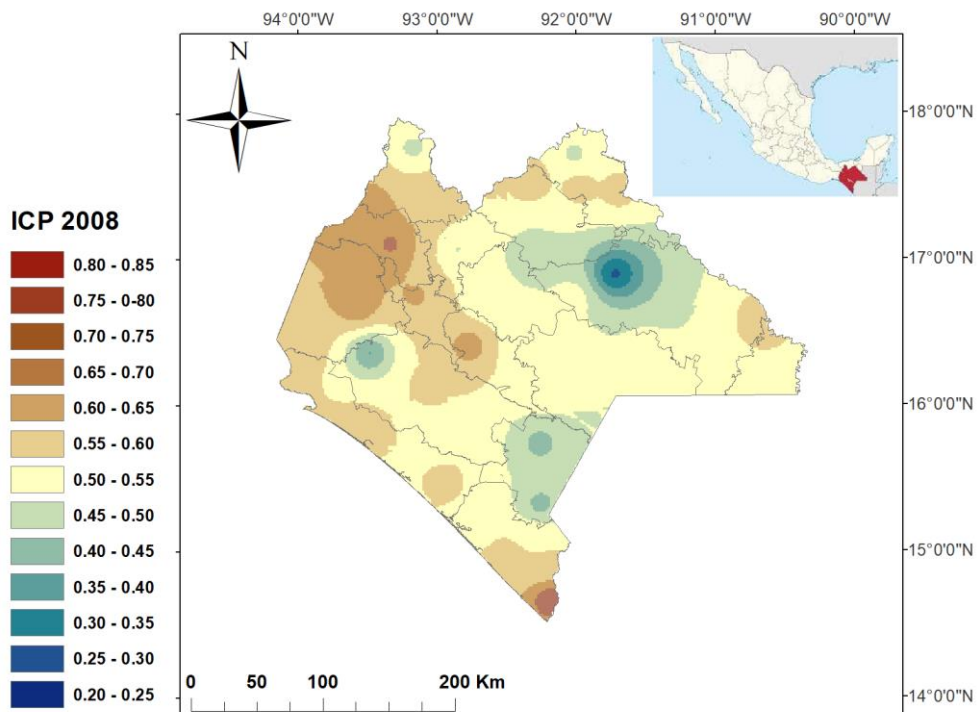 94°0'0"W 93°0'0"W 92°0'0"W 91°0'0"W 90°0'0"W
N
18°0'0"N
17°0'0"N
16°0'0"N
15°0'0"N
14°0'0"N
ICP 2008
0.80 - 0.85
0.75 - 0-80
0.70 - 0.75
0.65 - 0.70
0.60 - 0.65
0.55 - 0.60
0.50 - 0.55
0.45 - 0.50
0.40 - 0.45
0.35 - 0.40
0.30 - 0.35
0.25 - 0.30
0.20 - 0.25
0 50 100 200 Km